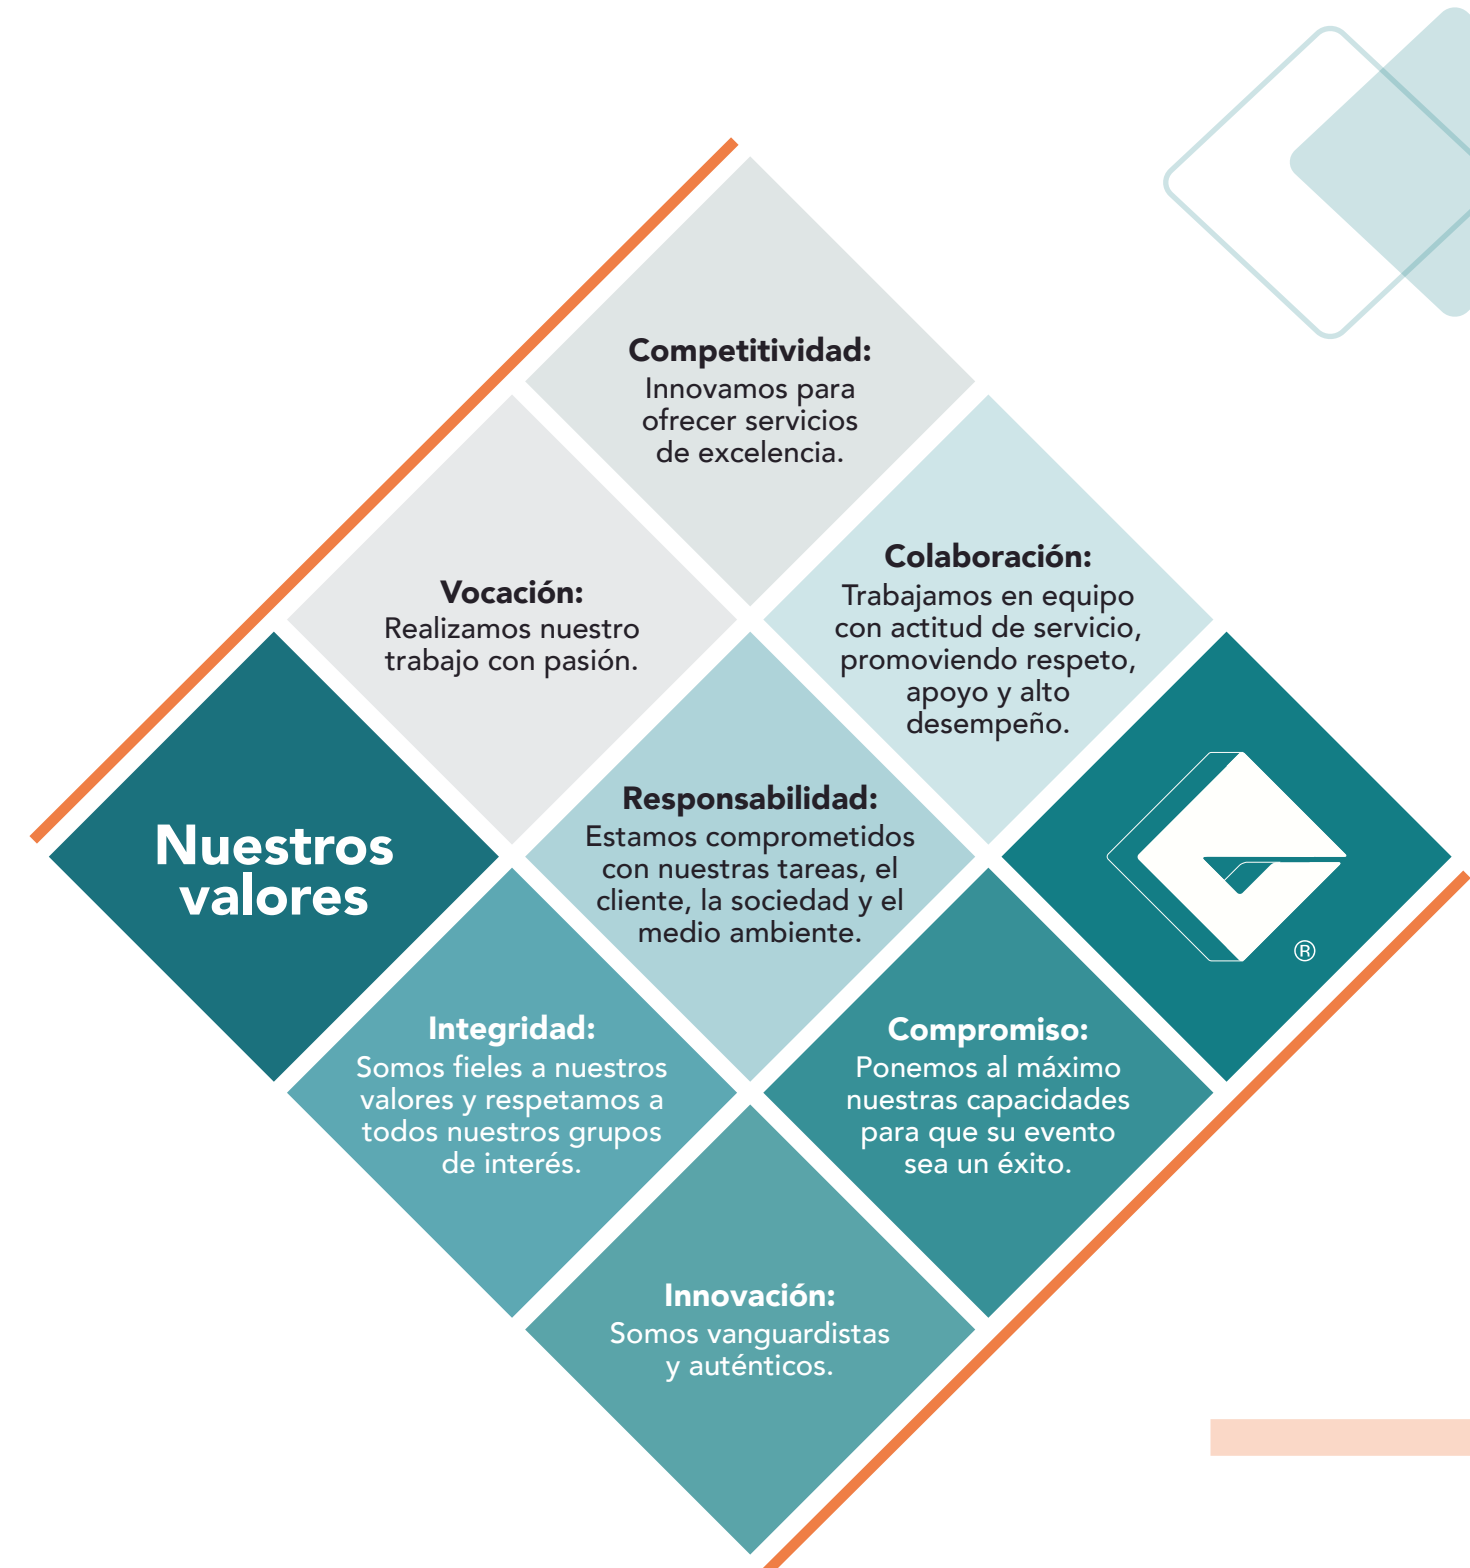 Competitividad:
Innovamos para
ofrecer servicios
de excelencia.
Vocación:
Realizamos nuestro
trabajo con pasión.
Colaboración:
Trabajamos en equipo
con actitud de servicio,
promoviendo respeto,
apoyo y alto
desempeño.
Nuestros
valores
Responsabilidad:
Estamos comprometidos
con nuestras tareas, el
cliente, la sociedad y el
medio ambiente.
®
Integridad:
Somos fieles a nuestros
valores y respetamos a
todos nuestros grupos
de interés.
Compromiso:
Ponemos al máximo
nuestras capacidades
para que su evento
sea un éxito.
Innovación:
Somos vanguardistas
y auténticos.